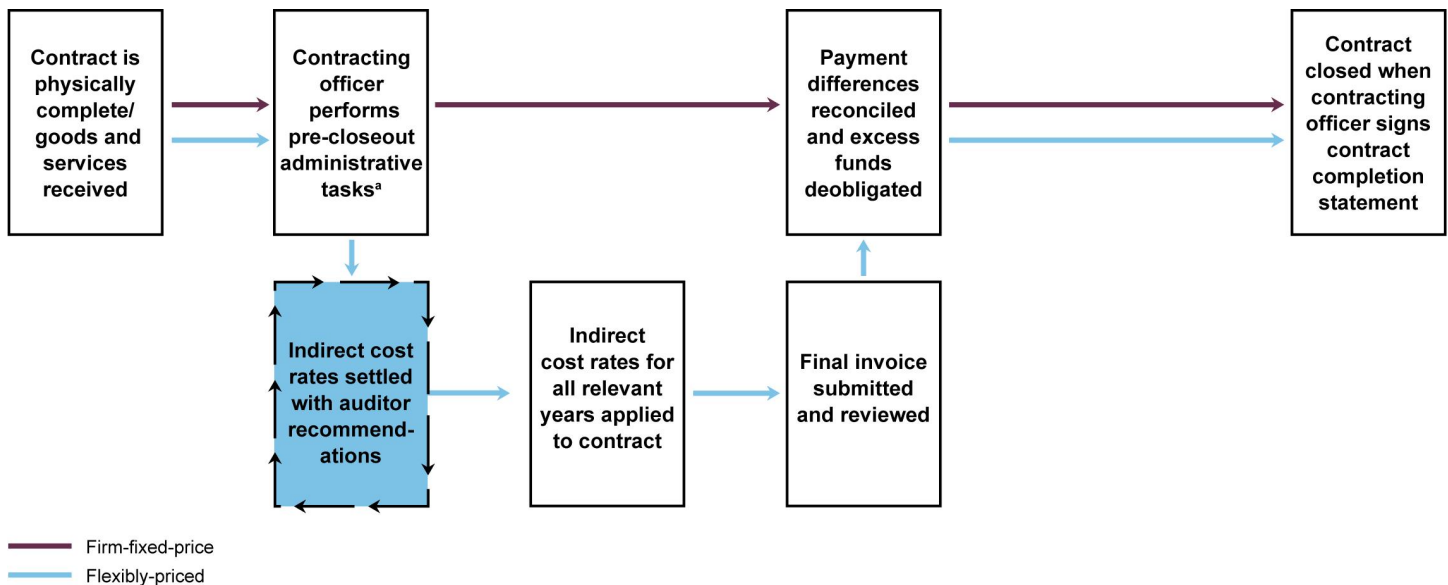 Contract is
physically
complete/
goods and
services
received
Contracting
officer
performs
pre-closeout
administrative
tasksᵃ
Payment
differences
reconciled
and excess
funds
deobligated
Contract
closed when
contracting
officer signs
contract
completion
statement
Indirect cost
rates settled
with auditor
recommend-
ations
Indirect
cost rates for
all relevant
years applied
to contract
Final invoice
submitted
and reviewed
Firm-fixed-price
Flexibly-priced